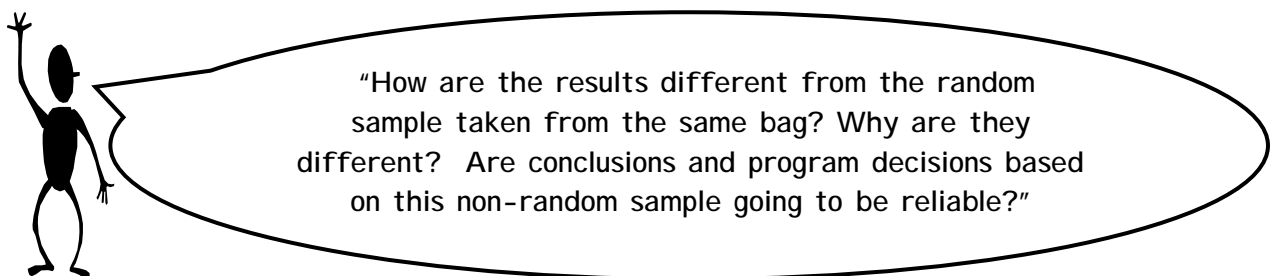 "How are the results different from the random
sample taken from the same bag? Why are they
different?  Are conclusions and program decisions based
on this non-random sample going to be reliable?"